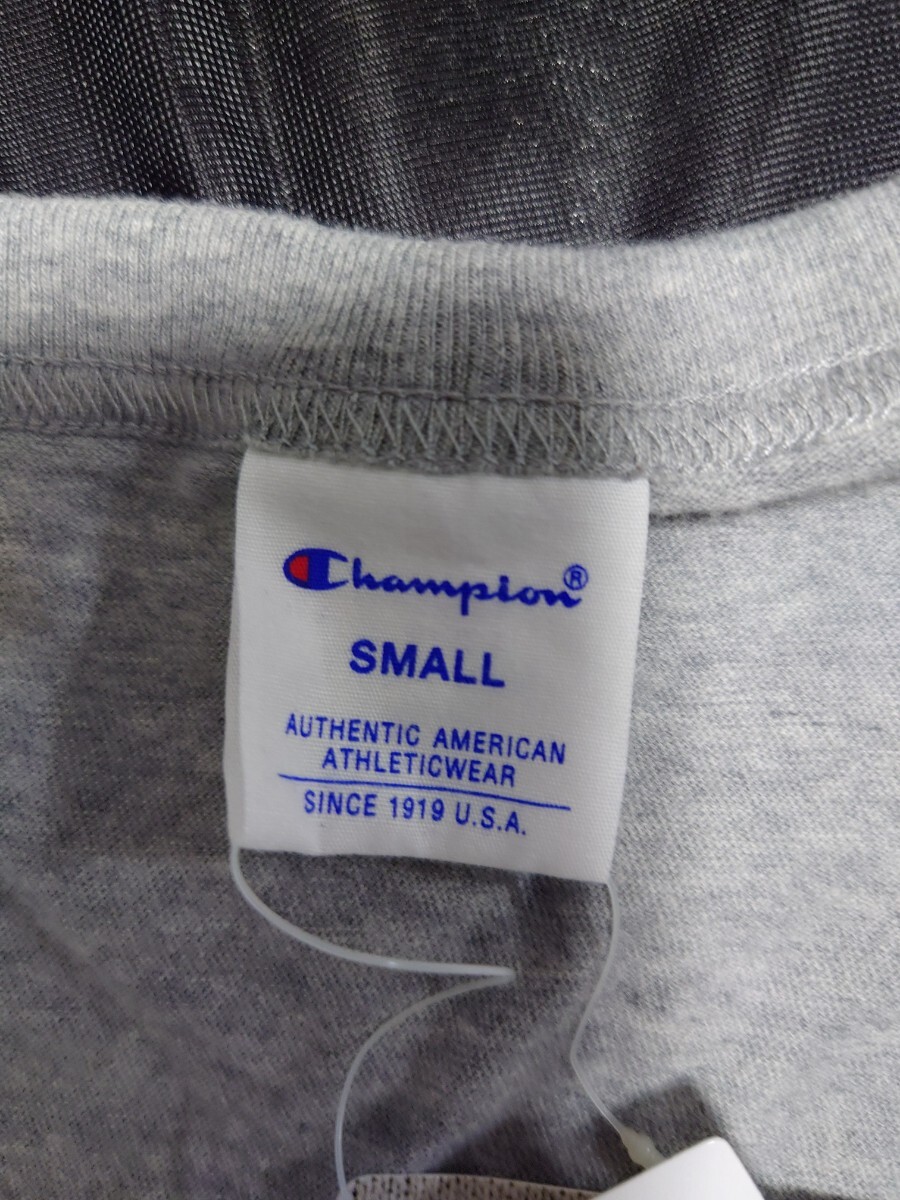 Champion®
SMALL
AUTHENTIC AMERICAN
ATHLETICWEAR
SINCE 1919 U.S.A.